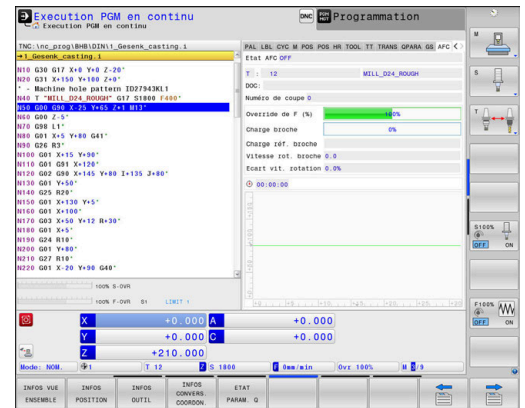 Execution PGM en continu
Execution PGM en continu
DNC
Programmation
TNC:\nc_prog\BHB\DIN\1_Gesenk_casting.i
→1_Gesenk_casting.i
N10 G30 G17 X+0 Y+0 Z-20*
N20 G31 X+150 Y+100 Z+0*
* - Machine hole pattern ID27943KL1
N40 T "MILL_D24_ROUGH" G17 S1800 F400*
N50 G00 G90 X-25 Y+65 Z+1 M13*
N60 G00 Z-5*
N70 G98 L1*
N80 G01 X+5 Y+80 G41*
N90 G26 R3*
N100 G01 X+15 Y+90*
N110 G01 G91 X+120*
N120 G02 G90 X+145 Y+80 I+135 J+80*
N130 G01 Y+50*
N140 G25 R20*
N150 G01 X+130 Y+5*
N160 G01 X+100*
N170 G03 X+50 Y+12 R+30*
N180 G01 X+5*
N190 G24 R10*
N200 G01 Y+80*
N210 G27 R10*
N220 G01 X-20 Y+90 G40*
100% S-OVR
100% F-OVR S1 LIMIT 1
PAL LBL CYC M POS POS HR TOOL TT TRANS QPARA GS AFC
Etat AFC OFF
T : 12 MILL_D24_ROUGH
DOC:
Numéro de coupe 0
Override de F (%) 100%
Charge broche 0%
Charge réf. broche
Vitesse rot. broche 0.0
Ecart vit. rotation 0.0%
00:00:00
X +0.000 A +0.000
Y +0.000 C +0.000
Z +210.000
Mode: NOM. 1 T 12 Z S 1800 F 0mm/min Ovr 100% M 5/9
INFOS VUE ENSEMBLE
INFOS POSITION
INFOS OUTIL
INFOS CONVERS. COORDON.
ETAT PARAM. Q
M
S
T
S100%
OFF ON
F100%
OFF ON